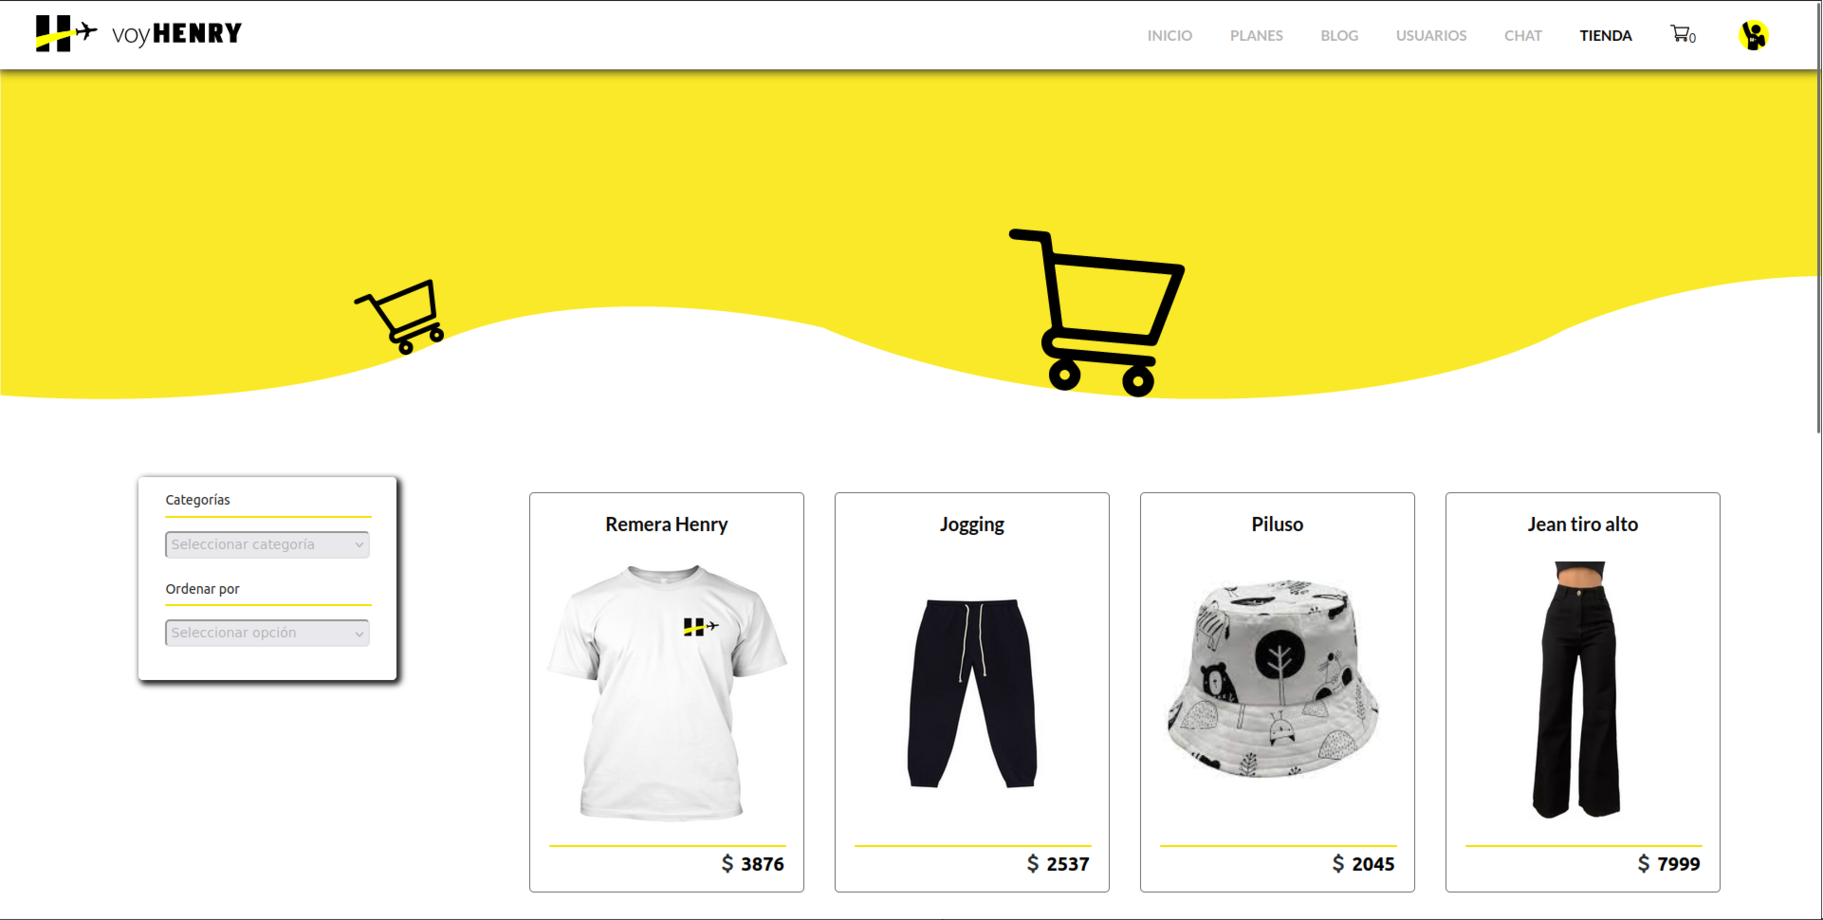 voyHENRY
INICIO PLANES BLOG USUARIOS CHAT TIENDA 0
Categorías
Seleccionar categoría
Ordenar por
Seleccionar opción
Remera Henry
$ 3876
Jogging
$ 2537
Piluso
$ 2045
Jean tiro alto
$ 7999